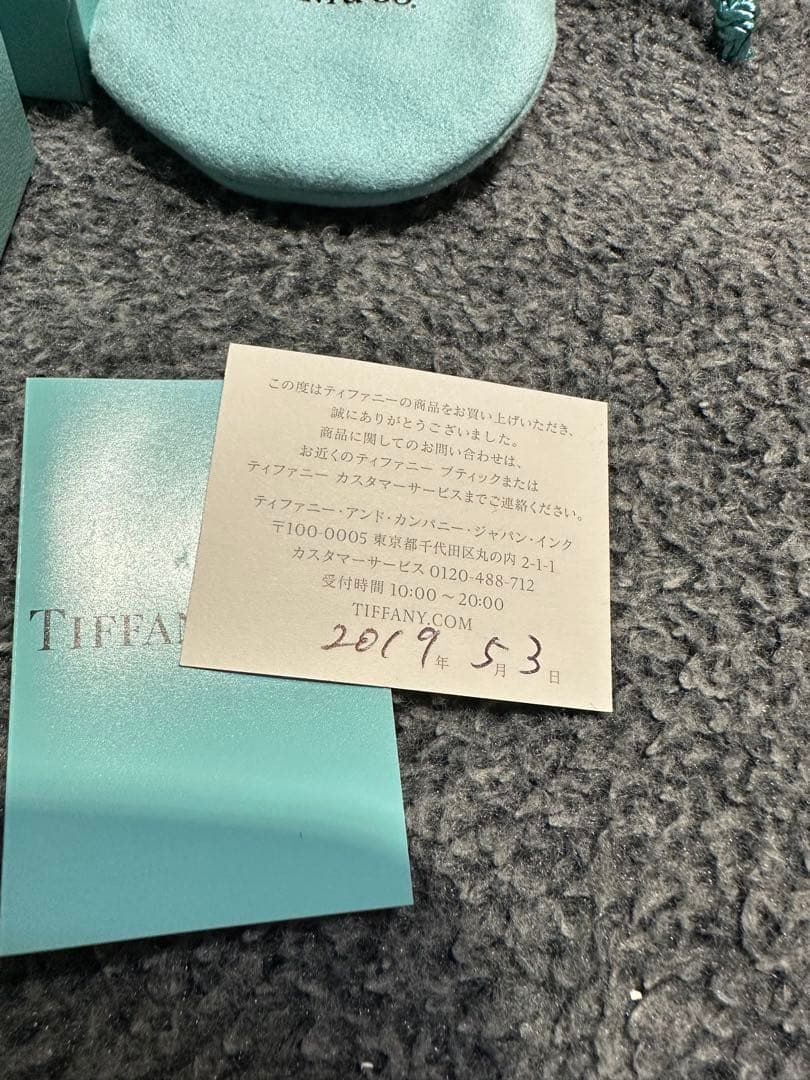 & CO.
この度はティファニーの商品をお買い上げいただき、
誠にありがとうございました。
商品に関してのお問い合わせは、
お近くのティファニー ブティックまたは
ティファニー カスタマーサービスまでご連絡ください。
ティファニー・アンド・カンパニー・ジャパン・インク
〒100-0005 東京都千代田区丸の内 2-1-1
カスタマーサービス 0120-488-712
受付時間 10:00 〜 20:00
TIFFANY.COM
2019年 5月 3日
TIFFAN